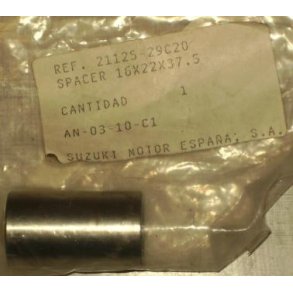 REF. 21125-29C20
SPACER 16X22X37.5
CANTIDAD 1
AN-03-10-C1
SUZUKI MOTOR ESPAÑA, S.A.